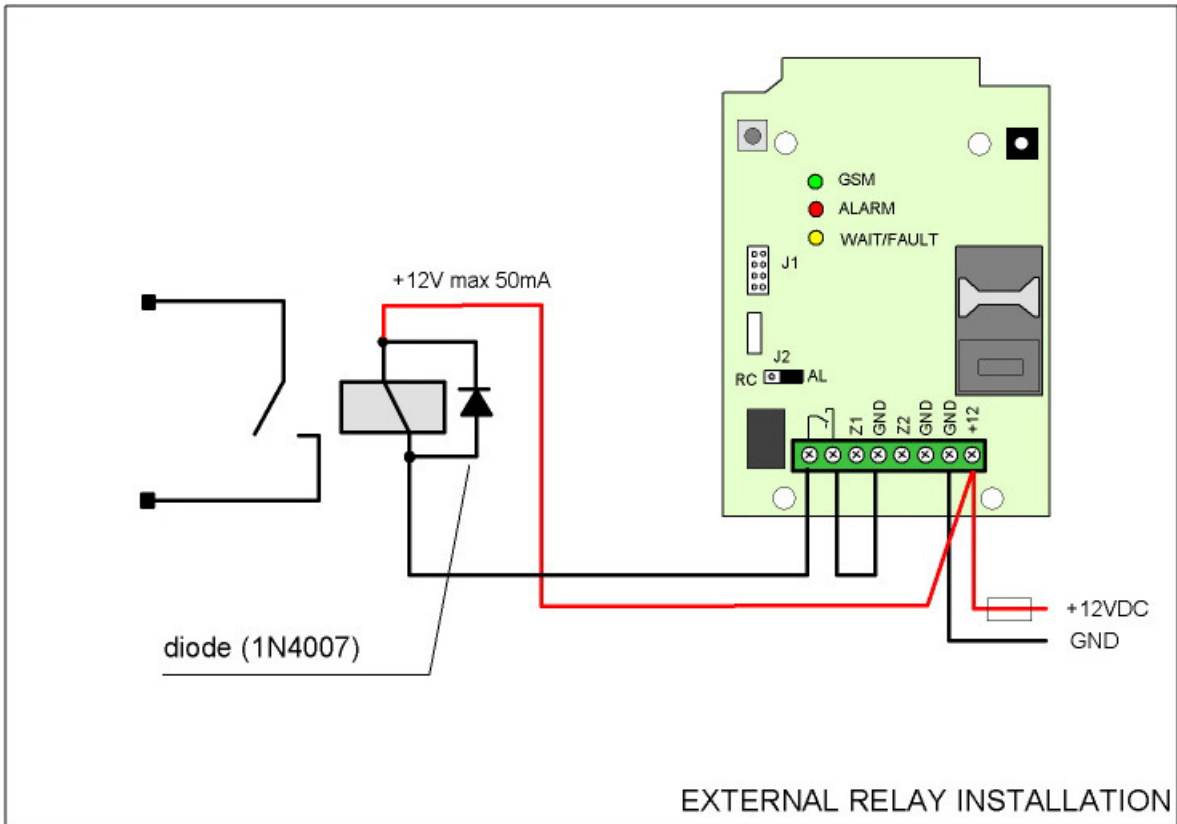 GSM
ALARM
WAIT/FAULT
J1
+12V max 50mA
J2
RC
AL
Z1
GND
Z2
GND
GND
+12
+12VDC
GND
diode (1N4007)
EXTERNAL RELAY INSTALLATION